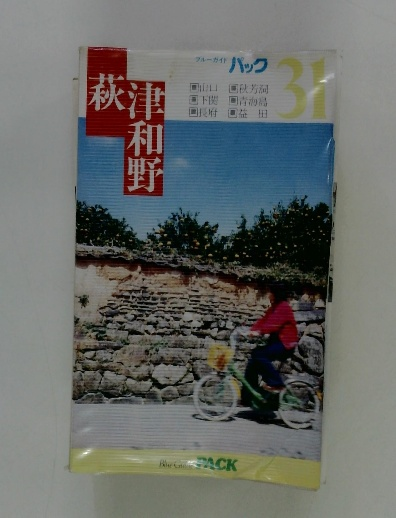 ブルーガイド パック
31
萩
津和野
山口 秋芳洞
下関 青海島
長府 益田
Blue Guide PACK